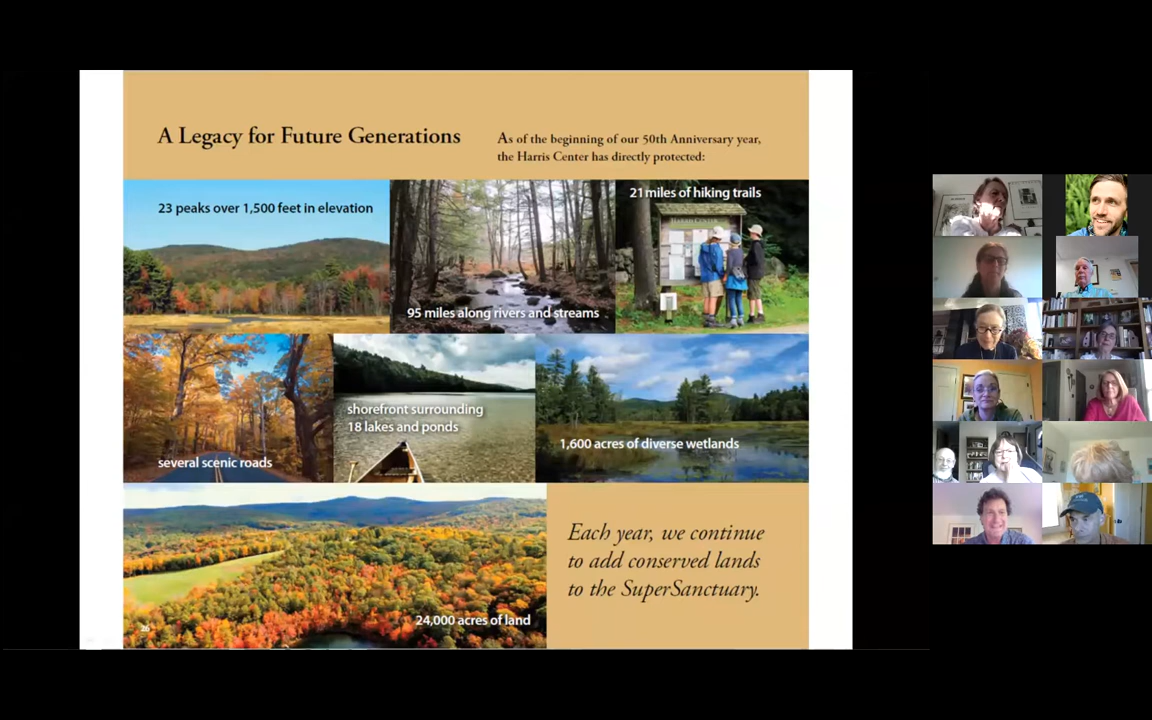 A Legacy for Future Generations
As of the beginning of our 50th Anniversary year,
the Harris Center has directly protected:
23 peaks over 1,500 feet in elevation
95 miles along rivers and streams
21 miles of hiking trails
HARRIS CENTER
several scenic roads
shorefront surrounding
18 lakes and ponds
1,600 acres of diverse wetlands
24,000 acres of land
26
Each year, we continue
to add conserved lands
to the SuperSanctuary.